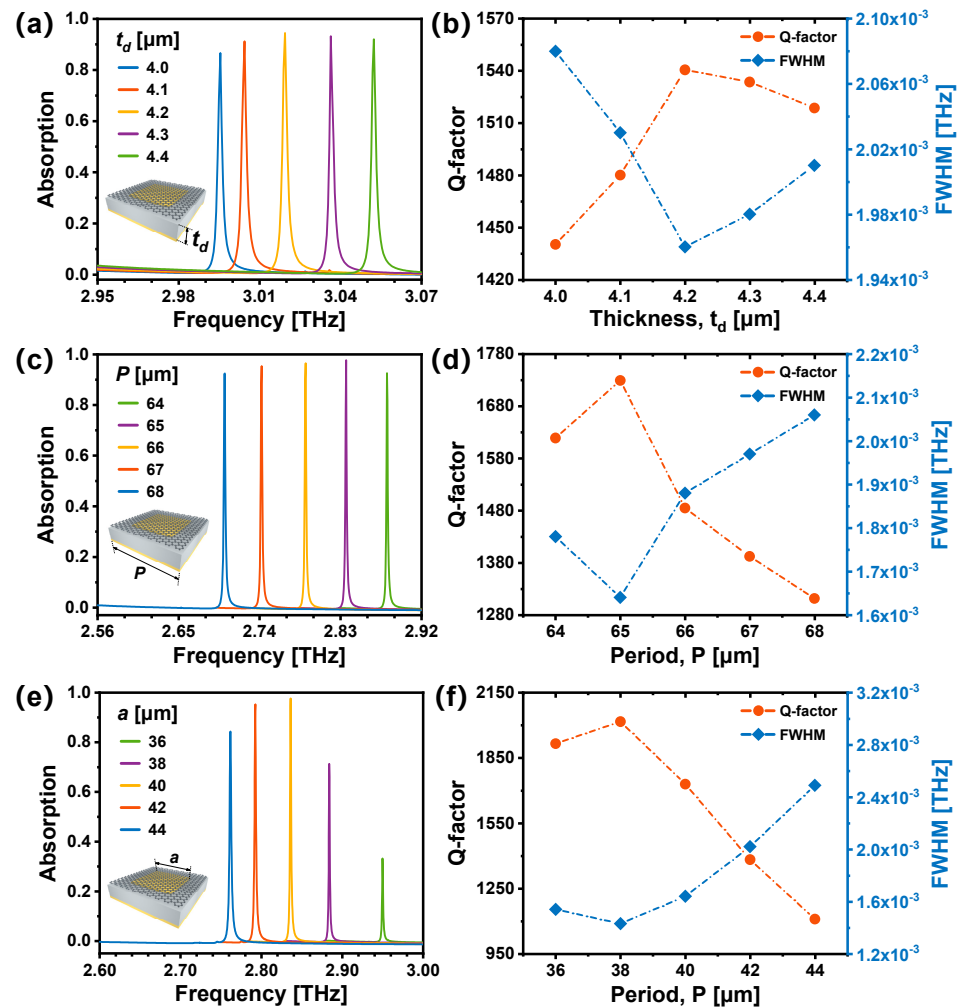 (a)
t_d [µm]
4.0
4.1
4.2
4.3
4.4
t_d
Absorption
1.0
0.8
0.6
0.4
0.2
0.0
2.95
2.98
3.01
3.04
3.07
Frequency [THz]
(b)
Q-factor
FWHM
Q-factor
1570
1540
1510
1480
1450
1420
2.10x10⁻³
2.06x10⁻³
2.02x10⁻³
1.98x10⁻³
1.94x10⁻³
FWHM [THz]
4.0
4.1
4.2
4.3
4.4
Thickness, t_d [µm]
(c)
P [µm]
64
65
66
67
68
P
Absorption
1.0
0.8
0.6
0.4
0.2
0.0
2.56
2.65
2.74
2.83
2.92
Frequency [THz]
(d)
Q-factor
FWHM
Q-factor
1780
1680
1580
1480
1380
1280
2.2x10⁻³
2.1x10⁻³
2.0x10⁻³
1.9x10⁻³
1.8x10⁻³
1.7x10⁻³
1.6x10⁻³
FWHM [THz]
64
65
66
67
68
Period, P [µm]
(e)
a [µm]
36
38
40
42
44
a
Absorption
1.0
0.8
0.6
0.4
0.2
0.0
2.60
2.70
2.80
2.90
3.00
Frequency [THz]
(f)
Q-factor
FWHM
Q-factor
2150
1850
1550
1250
950
3.2x10⁻³
2.8x10⁻³
2.4x10⁻³
2.0x10⁻³
1.6x10⁻³
1.2x10⁻³
FWHM [THz]
36
38
40
42
44
Period, P [µm]